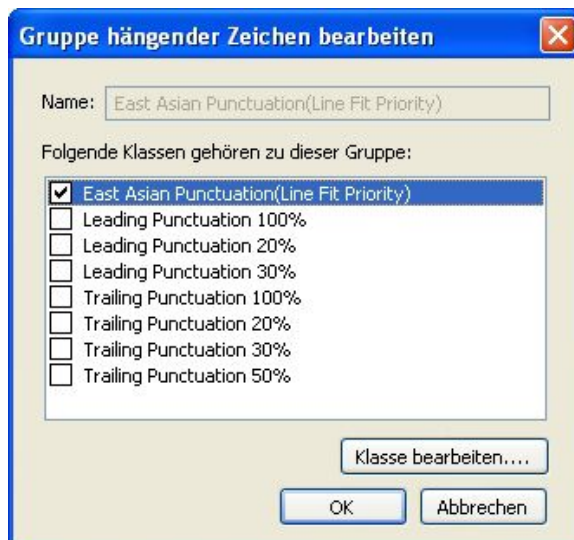 Gruppe hängender Zeichen bearbeiten
Name: East Asian Punctuation(Line Fit Priority)
Folgende Klassen gehören zu dieser Gruppe:
East Asian Punctuation(Line Fit Priority)
Leading Punctuation 100%
Leading Punctuation 20%
Leading Punctuation 30%
Trailing Punctuation 100%
Trailing Punctuation 20%
Trailing Punctuation 30%
Trailing Punctuation 50%
Klasse bearbeiten....
OK Abbrechen